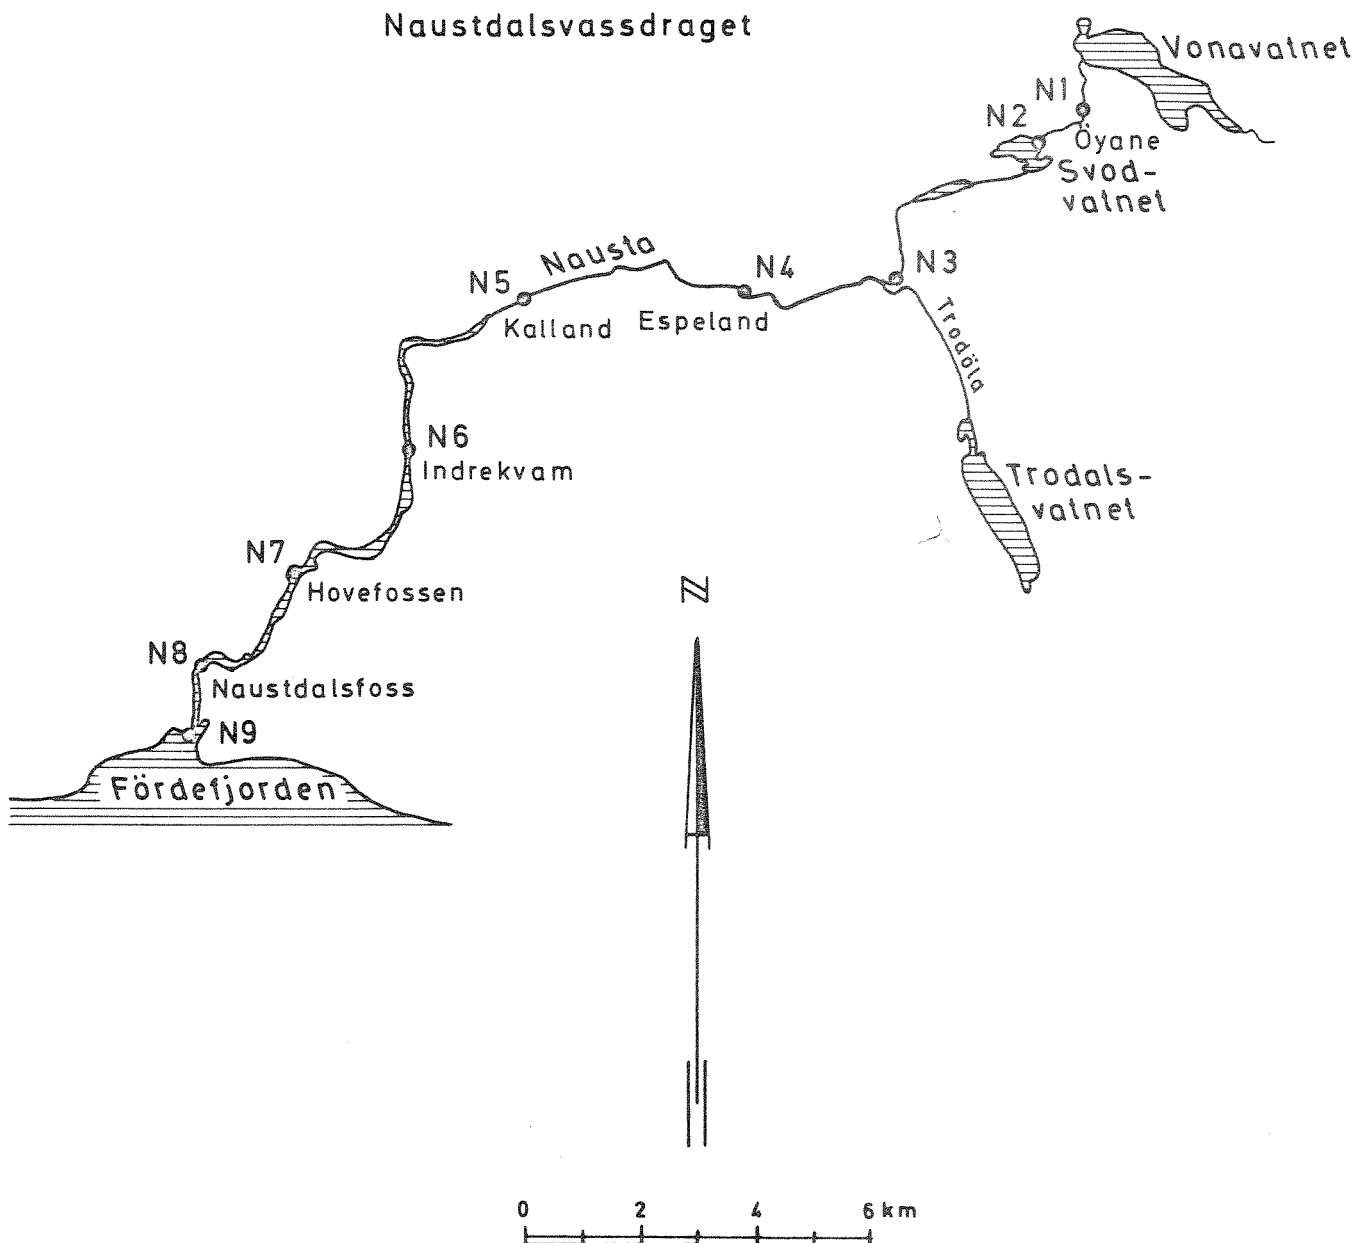 Naustdalsvassdraget
Vonavatnet
N1
N2
Öyane
Svod-
vatnet
N3
Nausta
N4
N5
Kalland
Espeland
Trodöla
N6
Indrekvam
Trodals-
vatnet
N7
Hovefossen
N
N8
Naustdalsfoss
N9
Fördefjorden
0 2 4 6 km